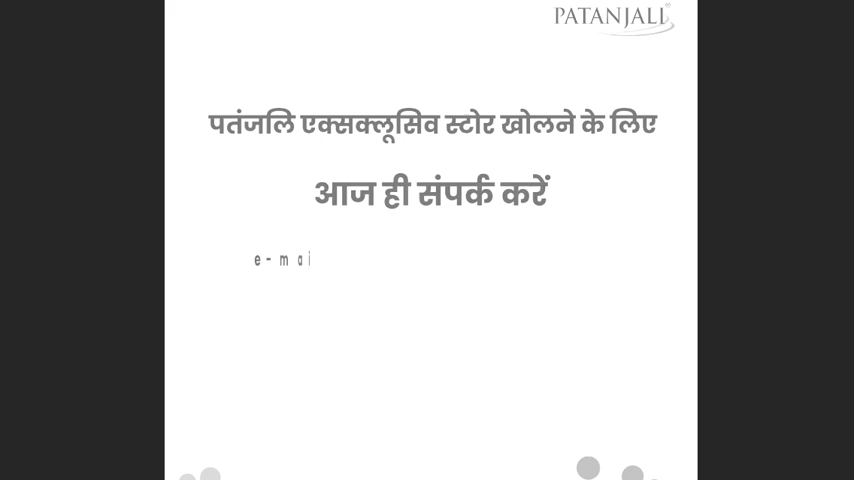 PATANJALI
पतंजलि एक्सक्लूसिव स्टोर खोलने के लिए
आज ही संपर्क करें
e-mai